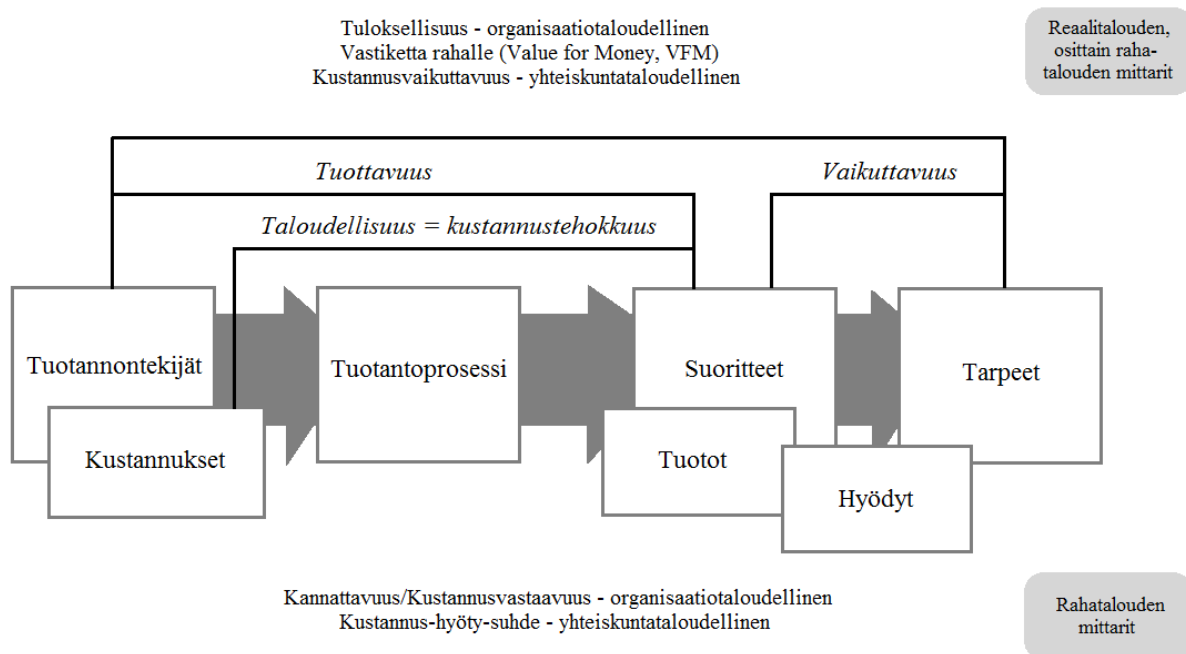 Tuloksellisuus - organisaatiotaloudellinen
Vastiketta rahalle (Value for Money, VFM)
Kustannusvaikuttavuus - yhteiskuntataloudellinen
Reaalitalouden,
osittain raha-
talouden mittarit
Tuottavuus
Vaikuttavuus
Taloudellisuus = kustannustehokkuus
Tuotannontekijät
Tuotantoprosessi
Suoritteet
Tarpeet
Kustannukset
Tuotot
Hyödyt
Kannattavuus/Kustannusvastaavuus - organisaatiotaloudellinen
Kustannus-hyöty-suhde - yhteiskuntataloudellinen
Rahatalouden
mittarit